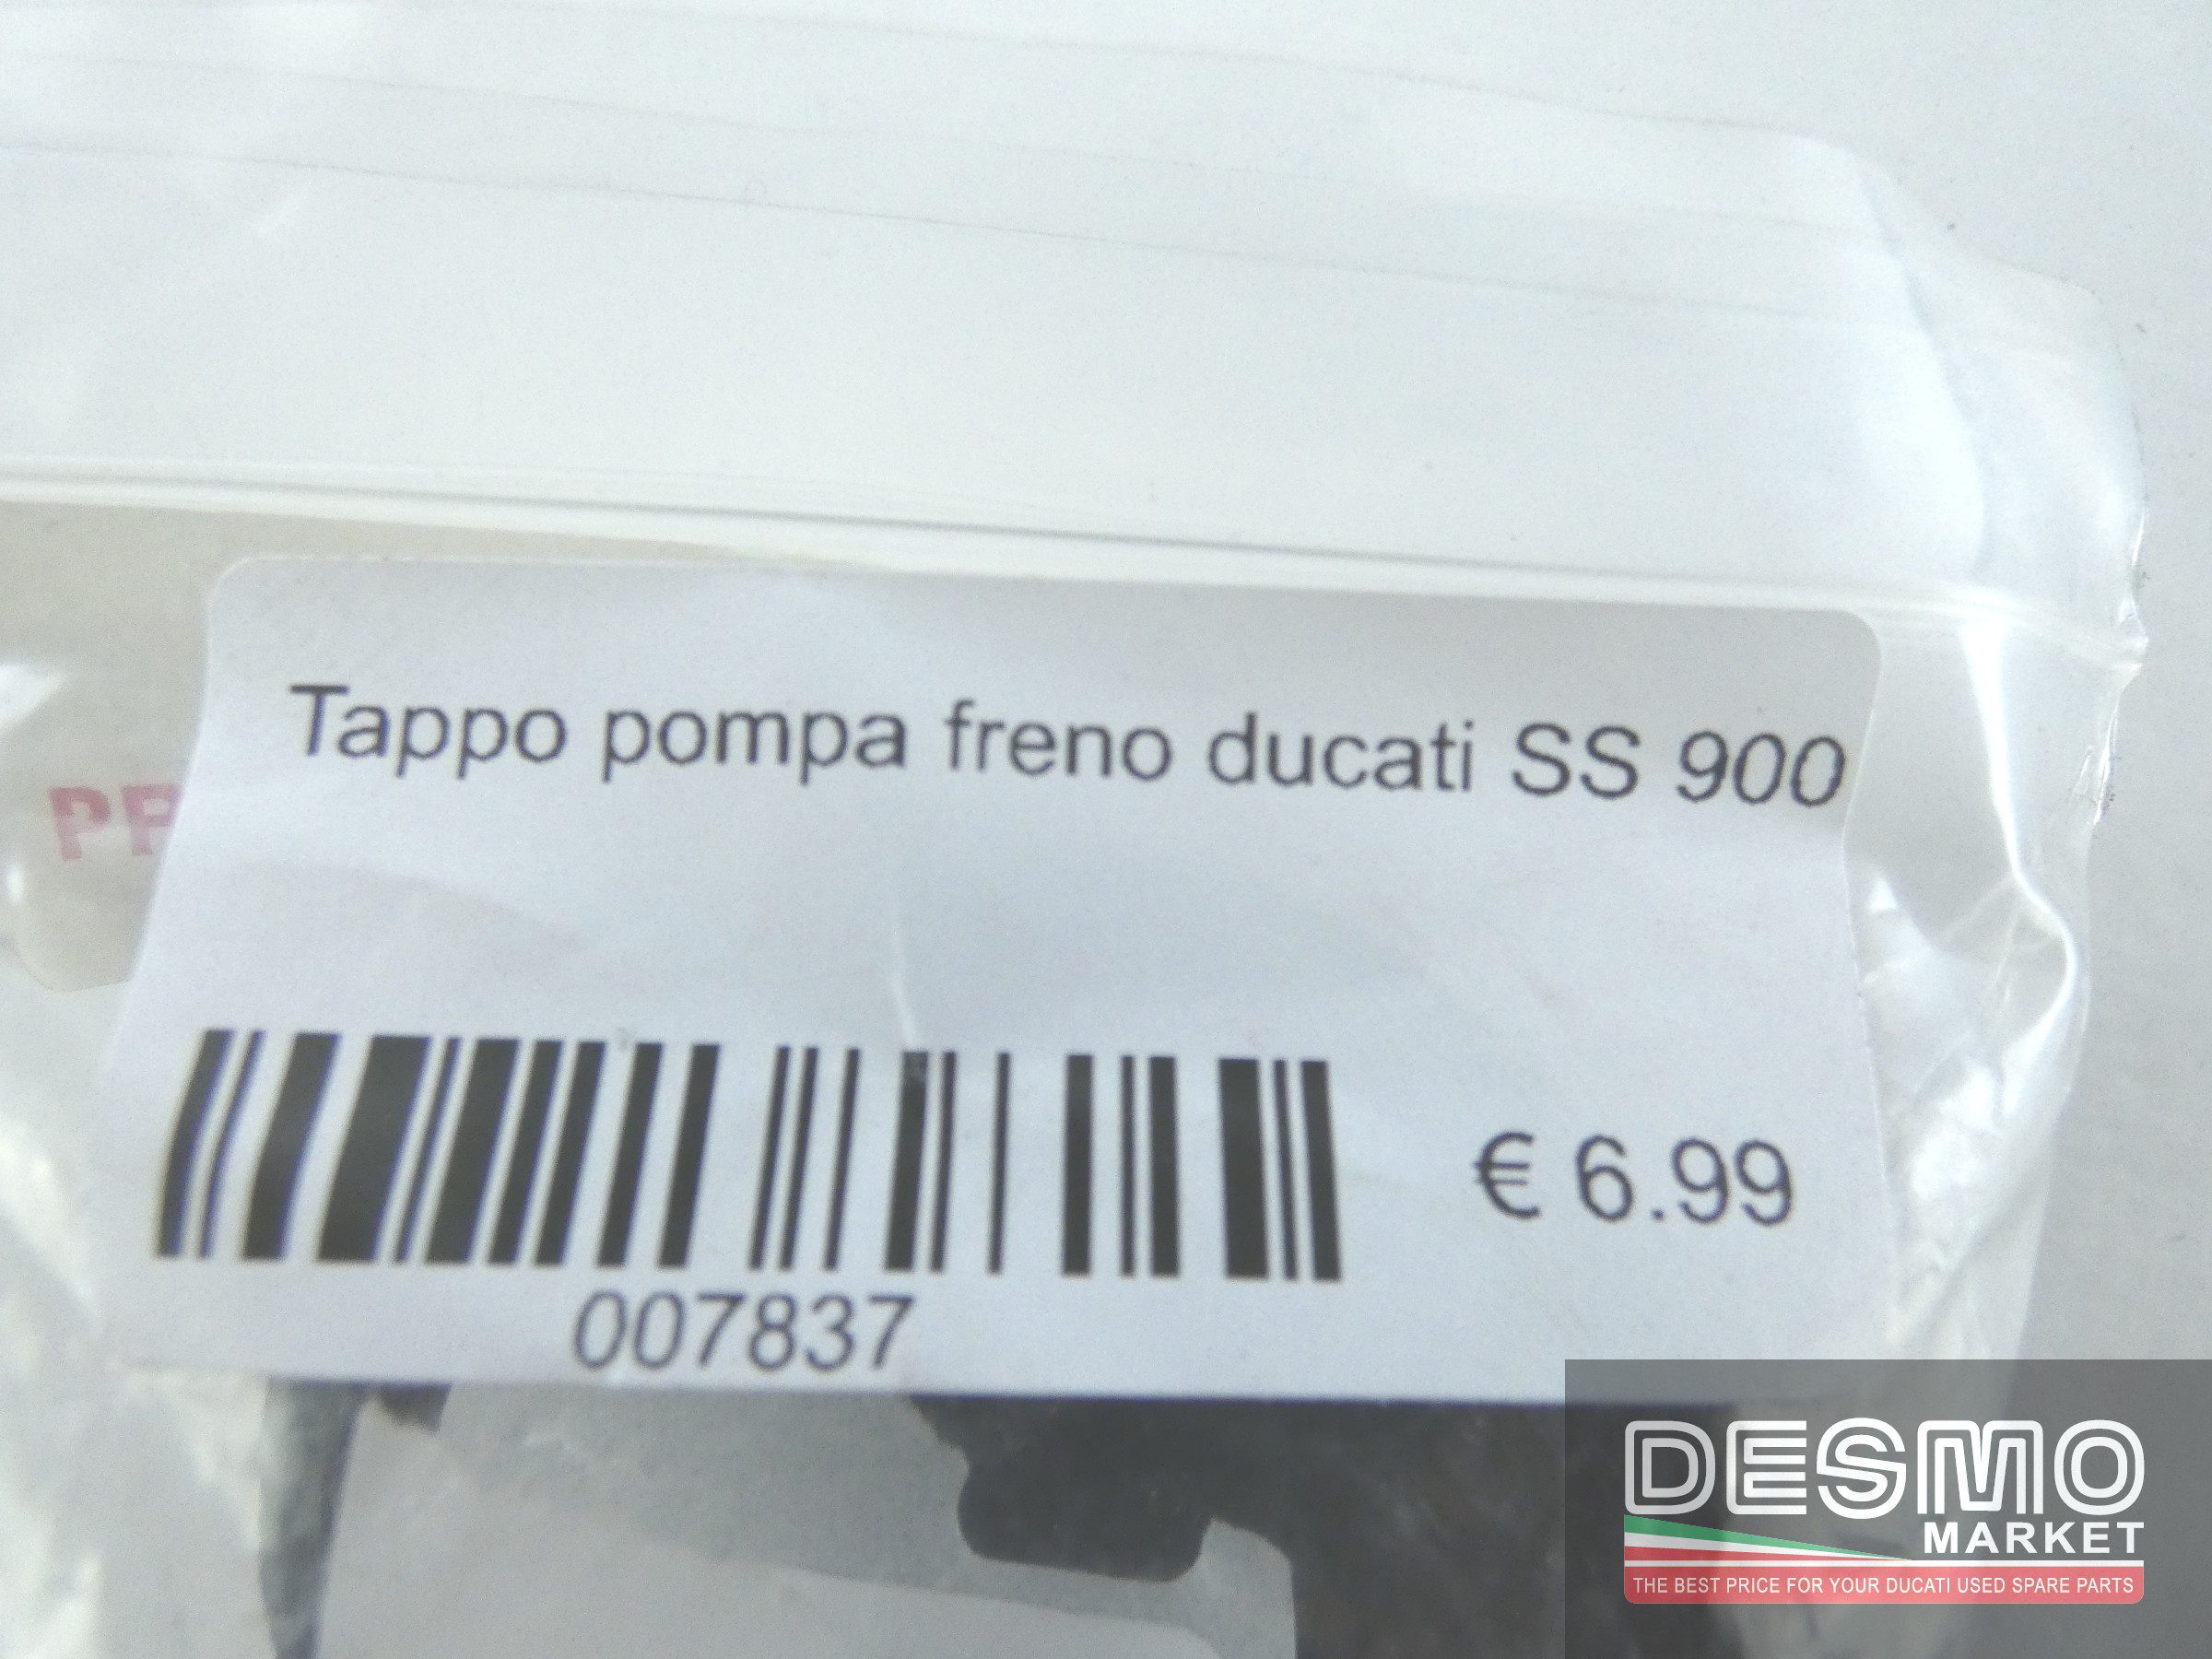 Tappo pompa freno ducati SS 900
€ 6.99
007837
DESMO
MARKET
THE BEST PRICE FOR YOUR DUCATI USED SPARE PARTS